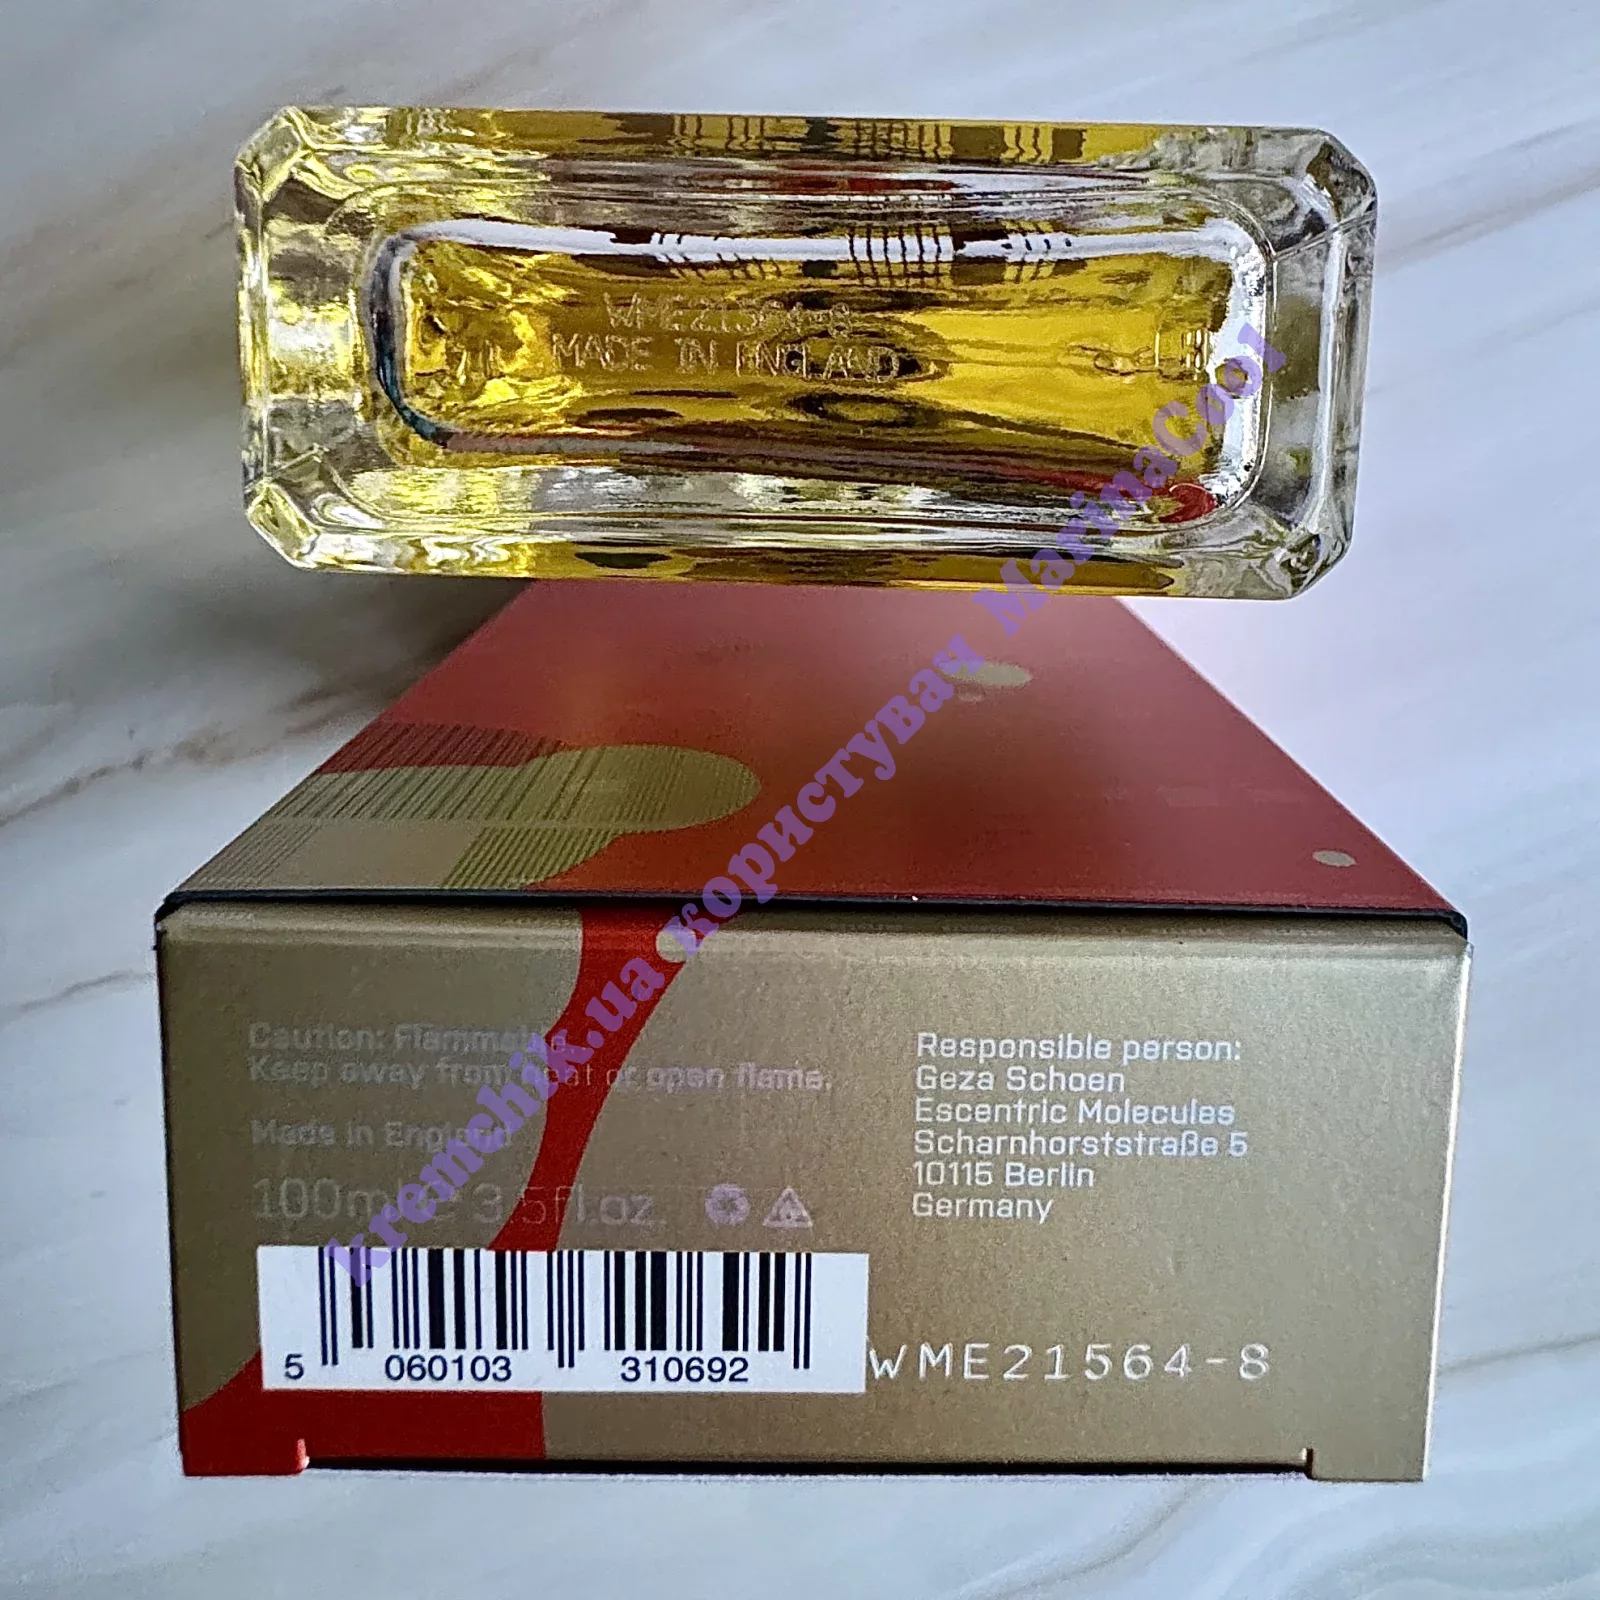 WME21564-8
MADE IN ENGLAND
kremchik.ua користувач MarinaCool
Caution: Flammable.
Keep away from heat or open flame.
Made in England
100ml e 3.5fl.oz.
Responsible person:
Geza Schoen
Escentric Molecules
Scharnhorststraße 5
10115 Berlin
Germany
5 060103 310692
WME21564-8